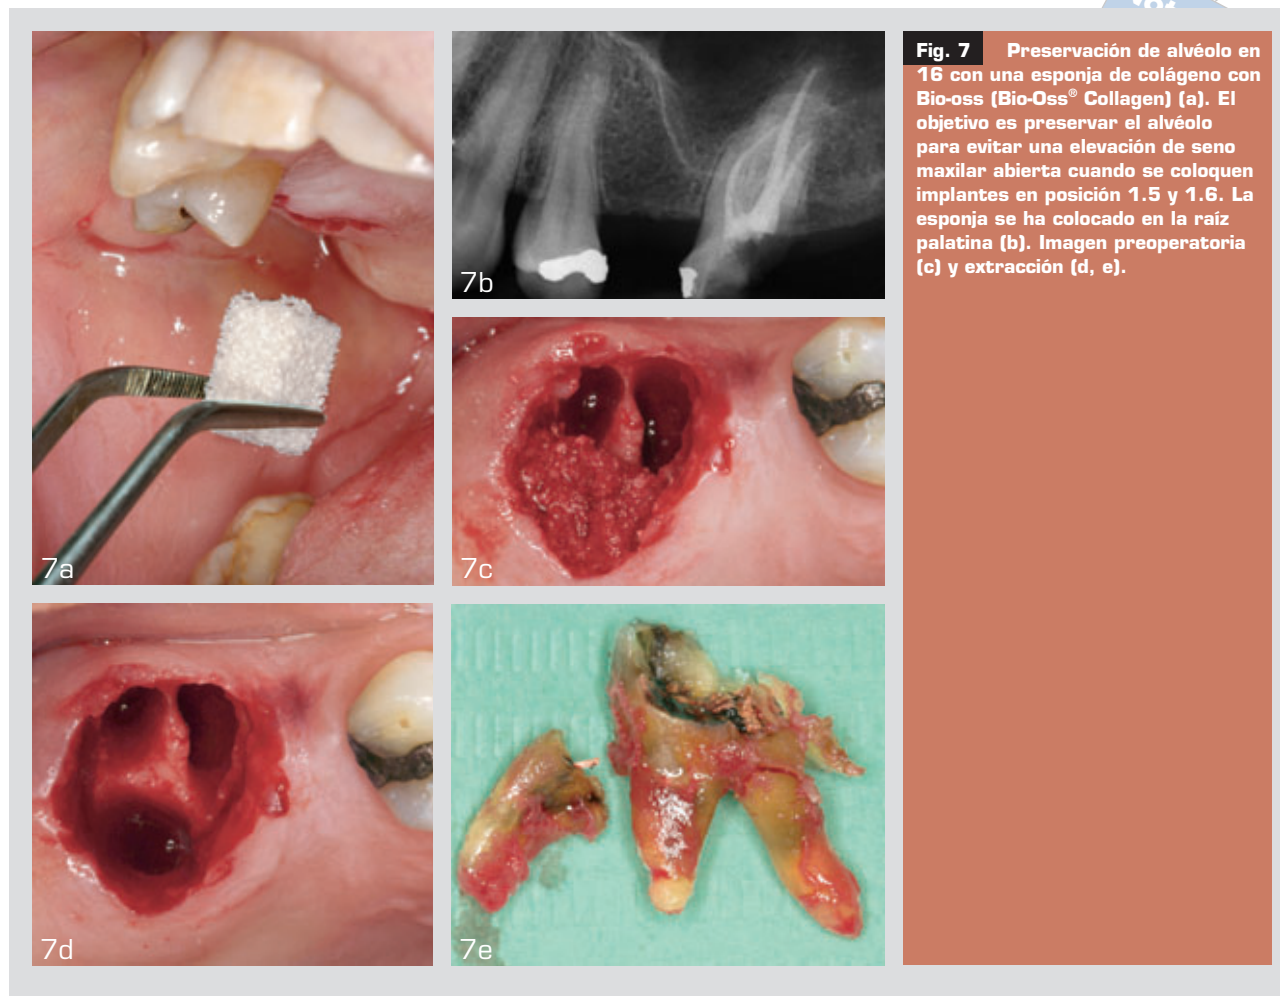 Fig. 7 Preservación de alvéolo en
16 con una esponja de colágeno con
Bio-oss (Bio-Oss® Collagen) (a). El
objetivo es preservar el alvéolo
para evitar una elevación de seno
maxilar abierta cuando se coloquen
implantes en posición 1.5 y 1.6. La
esponja se ha colocado en la raíz
palatina (b). Imagen preoperatoria
(c) y extracción (d, e).
7a
7b
7c
7d
7e